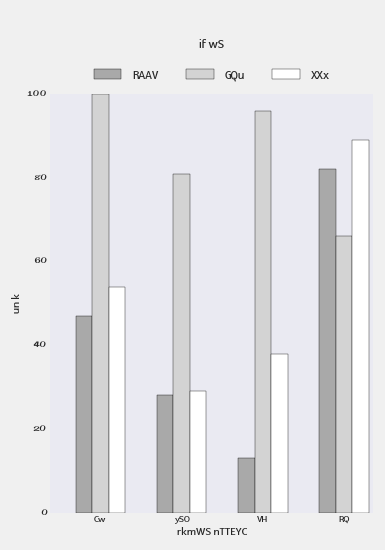 if wS
RAAV GQu XXx
100
80
60
40
20
0
un k
Cw ySO VH RQ
rkmWS nTTEYC